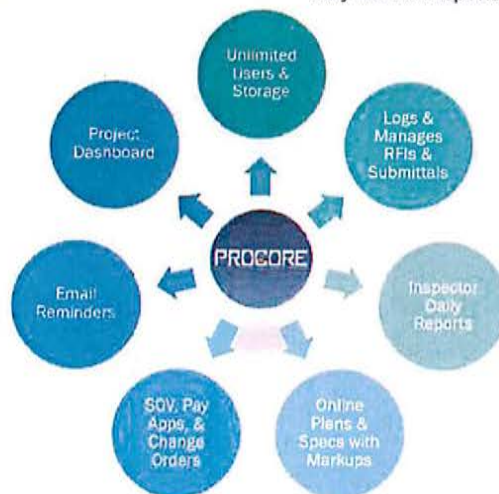 Unlimited
Users &
Storage
Logs &
Manages
RFIs &
Submittals
Project
Dashboard
PROCORE
Email
Reminders
Inspector
Daily
Reports
SOV, Pay
Apps, &
Change
Orders
Online
Plans &
Specs with
Markups